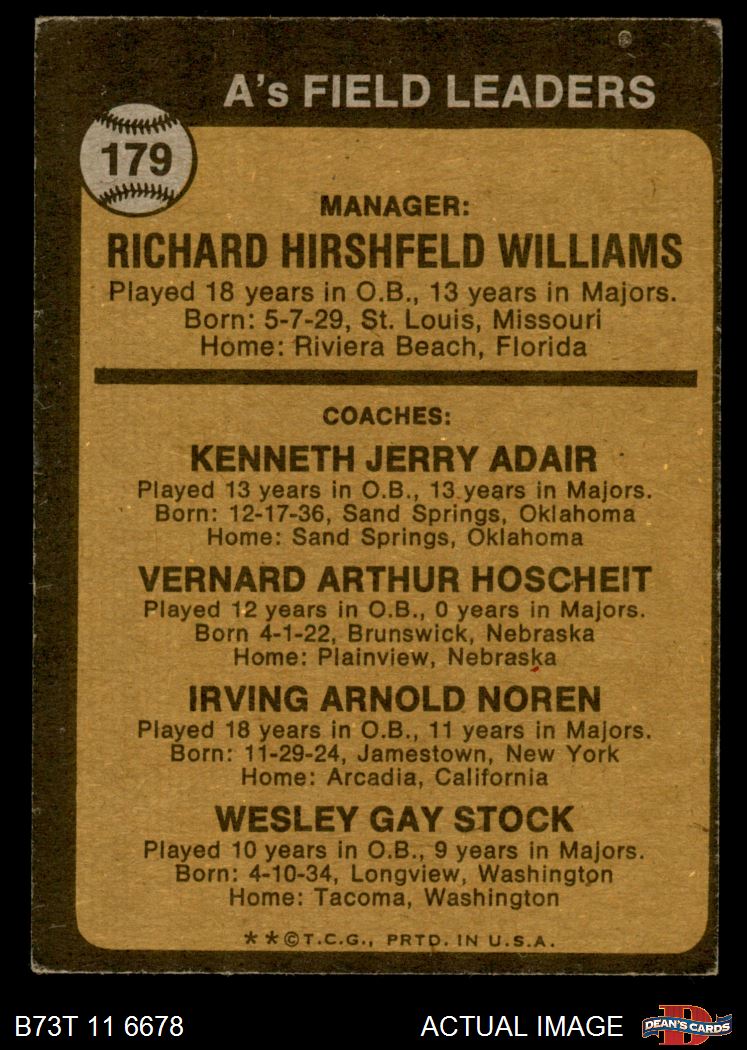 A's FIELD LEADERS
179
MANAGER:
RICHARD HIRSHFELD WILLIAMS
Played 18 years in O.B., 13 years in Majors.
Born: 5-7-29, St. Louis, Missouri
Home: Riviera Beach, Florida
COACHES:
KENNETH JERRY ADAIR
Played 13 years in O.B., 13 years in Majors.
Born: 12-17-36, Sand Springs, Oklahoma
Home: Sand Springs, Oklahoma
VERNARD ARTHUR HOSCHEIT
Played 12 years in O.B., 0 years in Majors.
Born 4-1-22, Brunswick, Nebraska
Home: Plainview, Nebraska
IRVING ARNOLD NOREN
Played 18 years in O.B., 11 years in Majors.
Born: 11-29-24, Jamestown, New York
Home: Arcadia, California
WESLEY GAY STOCK
Played 10 years in O.B., 9 years in Majors.
Born: 4-10-34, Longview, Washington
Home: Tacoma, Washington
**©T.C.G., PRTD. IN U.S.A.
B73T 11 6678
ACTUAL IMAGE
D
DEAN'S CARDS